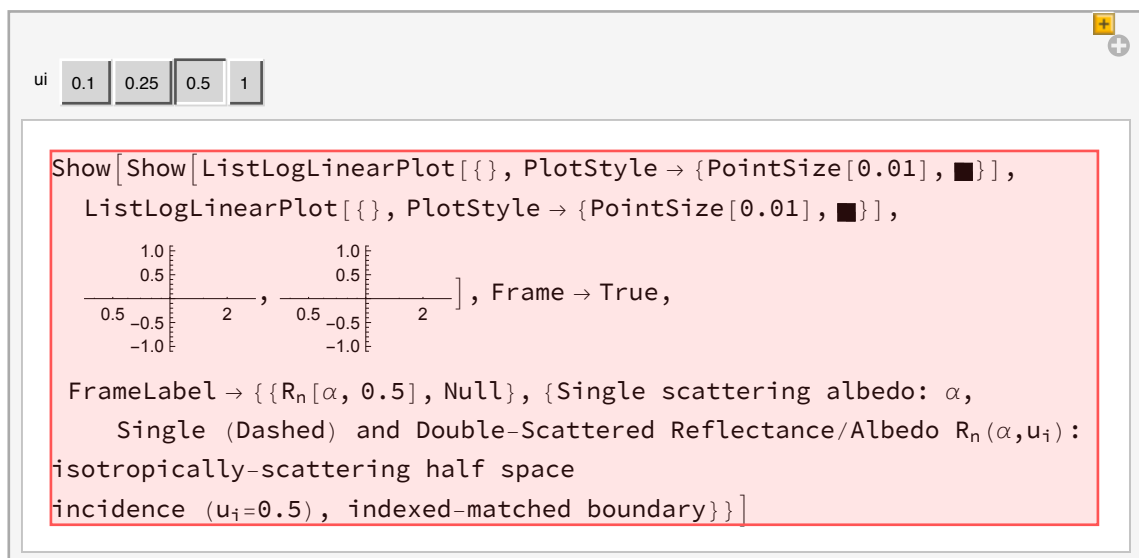 ui 0.1 0.25 0.5 1
Show[Show[ListLogLinearPlot[{}, PlotStyle → {PointSize[0.01], ■}],
ListLogLinearPlot[{}, PlotStyle → {PointSize[0.01], ■}],
1.0 1.0
0.5 0.5
, ], Frame → True,
0.5 2 0.5 2
-0.5 -0.5
-1.0 -1.0
FrameLabel → {{Rₙ[α, 0.5], Null}, {Single scattering albedo: α,
Single (Dashed) and Double-Scattered Reflectance/Albedo Rₙ(α,uᵢ):
isotropically-scattering half space
incidence (uᵢ=0.5), indexed-matched boundary}}]